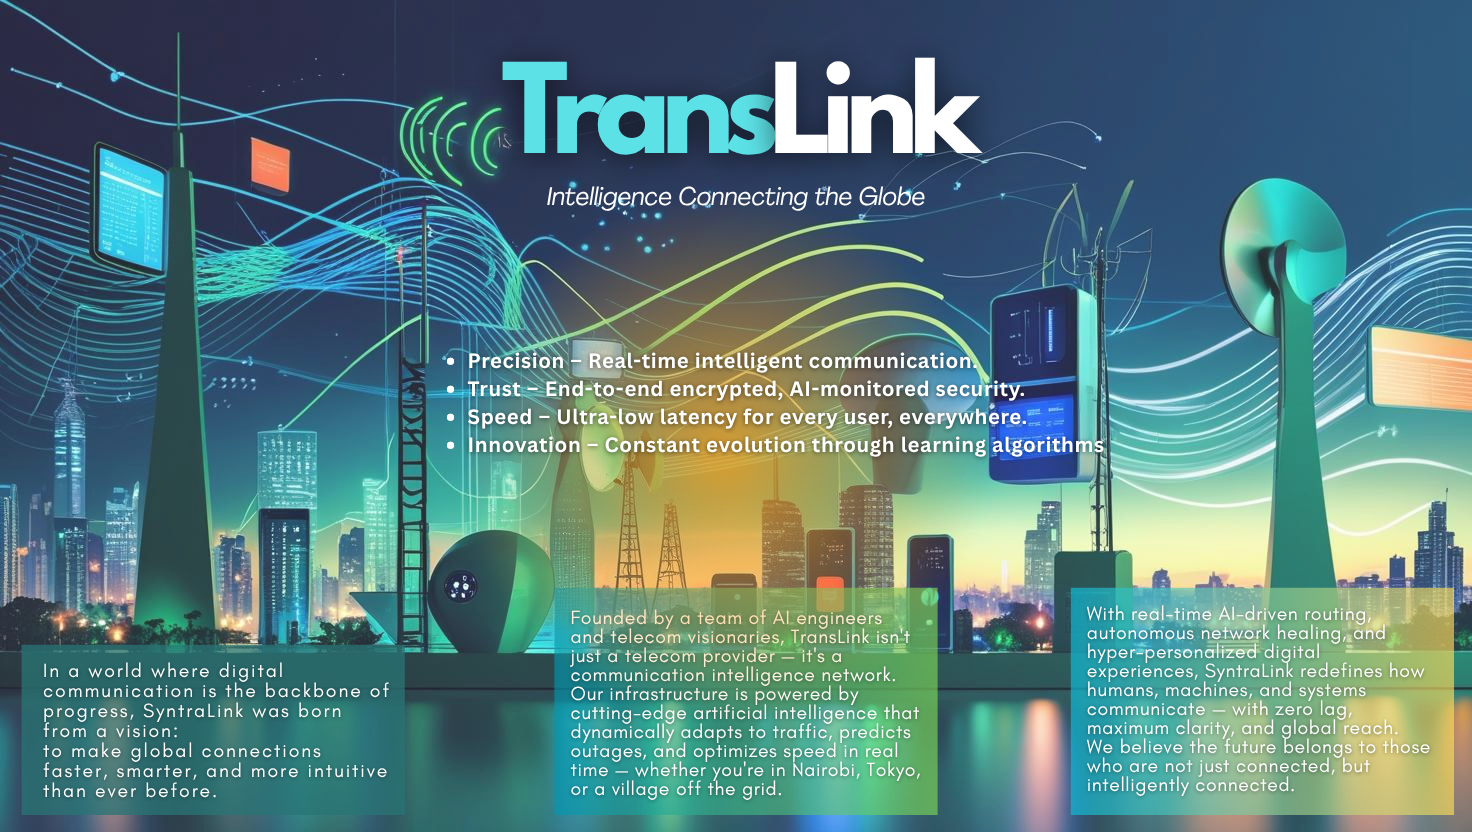 TransLink
Intelligence Connecting the Globe
• Precision – Real-time intelligent communication.
• Trust – End-to-end encrypted, AI-monitored security.
• Speed – Ultra-low latency for every user, everywhere.
• Innovation – Constant evolution through learning algorithms
In a world where digital
communication is the backbone of
progress, SyntraLink was born
from a vision:
to make global connections
faster, smarter, and more intuitive
than ever before.
Founded by a team of AI engineers
and telecom visionaries, TransLink isn't
just a telecom provider — it's a
communication intelligence network.
Our infrastructure is powered by
cutting-edge artificial intelligence that
dynamically adapts to traffic, predicts
outages, and optimizes speed in real
time — whether you're in Nairobi, Tokyo,
or a village off the grid.
With real-time AI-driven routing,
autonomous network healing, and
hyper-personalized digital
experiences, SyntraLink redefines how
humans, machines, and systems
communicate — with zero lag,
maximum clarity, and global reach.
We believe the future belongs to those
who are not just connected, but
intelligently connected.